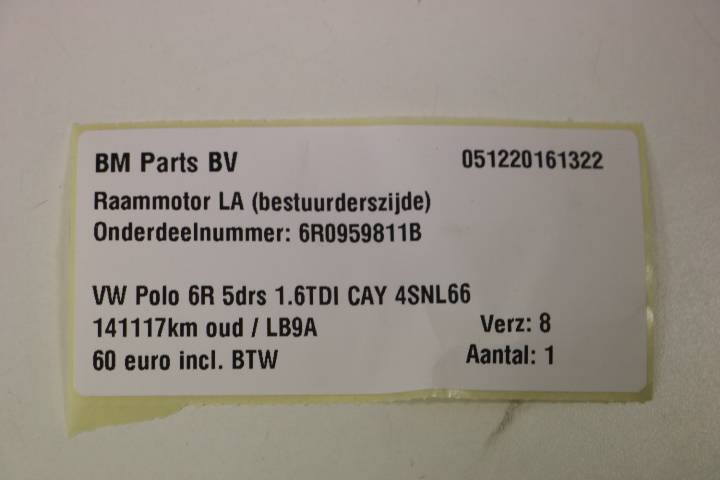 BM Parts BV 051220161322
Raammotor LA (bestuurderszijde)
Onderdeelnummer: 6R0959811B
VW Polo 6R 5drs 1.6TDI CAY 4SNL66
141117km oud / LB9A Verz: 8
60 euro incl. BTW Aantal: 1